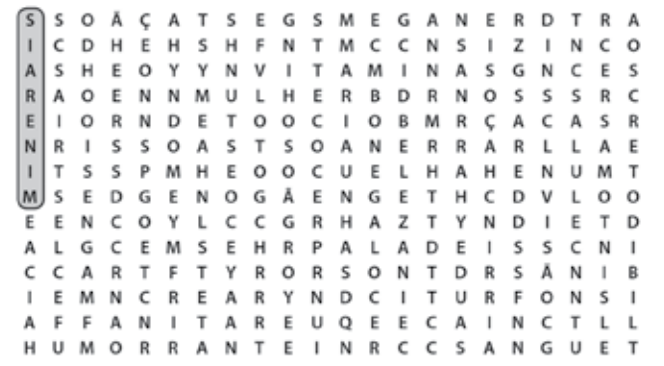 S S O Ã Ç A T S E G S M E G A N E R D T R A
I C D H E H S H F N T M C C N S I Z I N C O
A S H E O Y Y N V I T A M I N A S G N C E S
R A O E N N M U L H E R B D R N O S S S R C
E I O R N D E T O O C I O B M R Ç A C A S R
N R I S S O A S T S O A N E R R A R L L A E
I T S S P M H E O O C U E L H A H E N U M T
M S E D G E N O G Ã E N G E T H C D V L O O
E E N C O Y L C C G R H A Z T Y N D I E T D
A L G C E M S E H R P A L A D E I S S C N I
C C A R T F T Y R O R S O N T D R S Ã N I B
I E M N C R E A R Y N D C I T U R F O N S I
A F F A N I T A R E U Q E E C A I N C T L L
H U M O R R A N T E I N R C C S A N G U E T